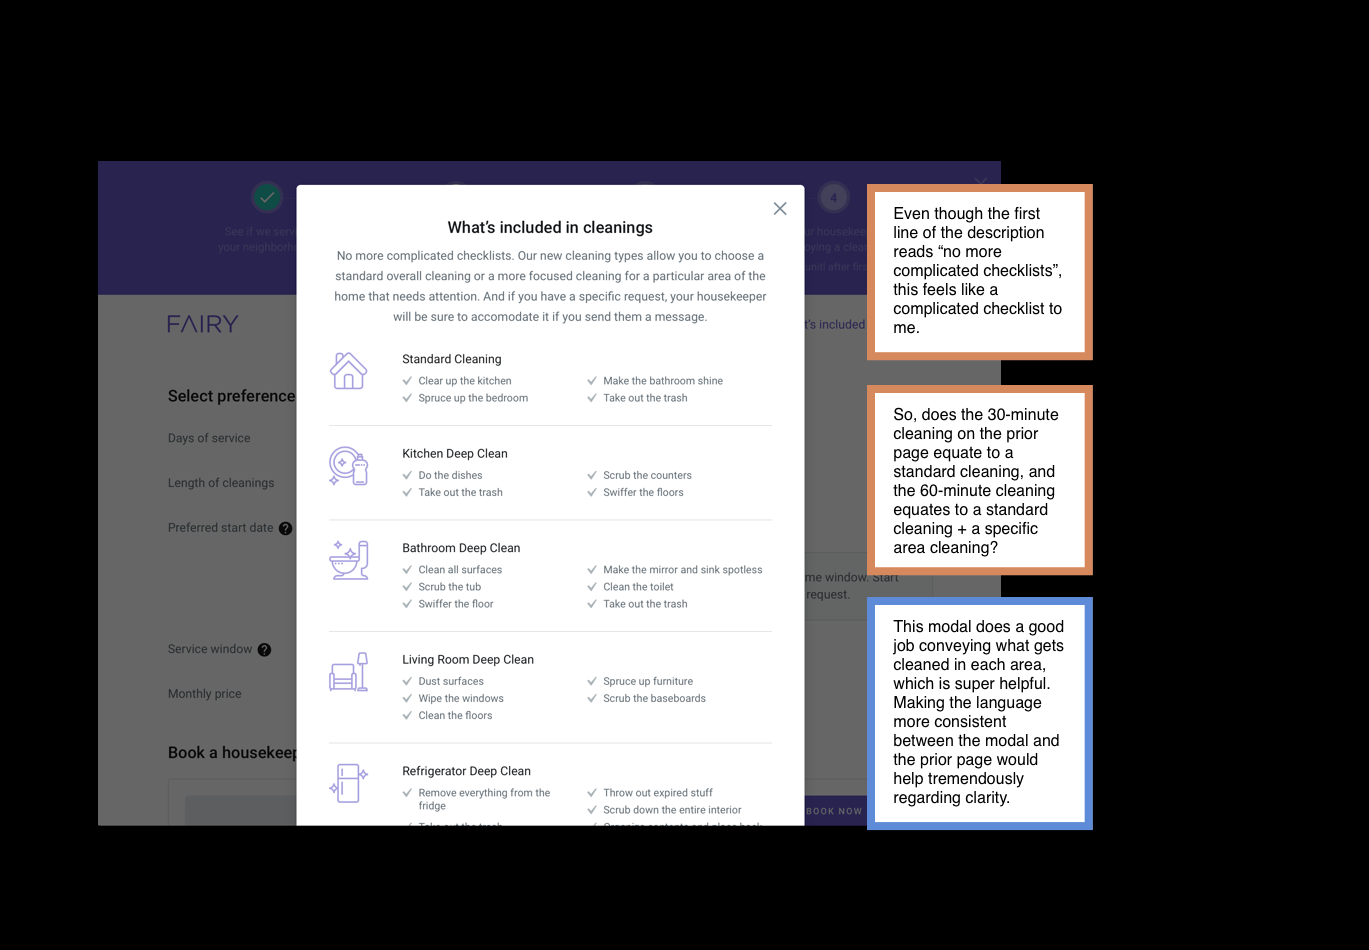 4
See if we serv
your neighborho
ur housekee
oying a clea
after firs
What's included in cleanings
No more complicated checklists. Our new cleaning types allow you to choose a
standard overall cleaning or a more focused cleaning for a particular area of the
home that needs attention. And if you have a specific request, your housekeeper
will be sure to accomodate it if you send them a message.
FAIRY
t's included
Select preference
Days of service
Length of cleanings
Preferred start date ?
me window. Start
request.
Service window ?
Monthly price
Book a housekeep
BOOK NOW
Standard Cleaning
Clear up the kitchen
Make the bathroom shine
Spruce up the bedroom
Take out the trash
Kitchen Deep Clean
Do the dishes
Scrub the counters
Take out the trash
Swiffer the floors
Bathroom Deep Clean
Clean all surfaces
Make the mirror and sink spotless
Scrub the tub
Clean the toilet
Swiffer the floor
Take out the trash
Living Room Deep Clean
Dust surfaces
Spruce up furniture
Wipe the windows
Scrub the baseboards
Clean the floors
Refrigerator Deep Clean
Remove everything from the
fridge
Throw out expired stuff
Scrub down the entire interior
Take out the trash
Even though the first
line of the description
reads “no more
complicated checklists”,
this feels like a
complicated checklist to
me.
So, does the 30-minute
cleaning on the prior
page equate to a
standard cleaning, and
the 60-minute cleaning
equates to a standard
cleaning + a specific
area cleaning?
This modal does a good
job conveying what gets
cleaned in each area,
which is super helpful.
Making the language
more consistent
between the modal and
the prior page would
help tremendously
regarding clarity.